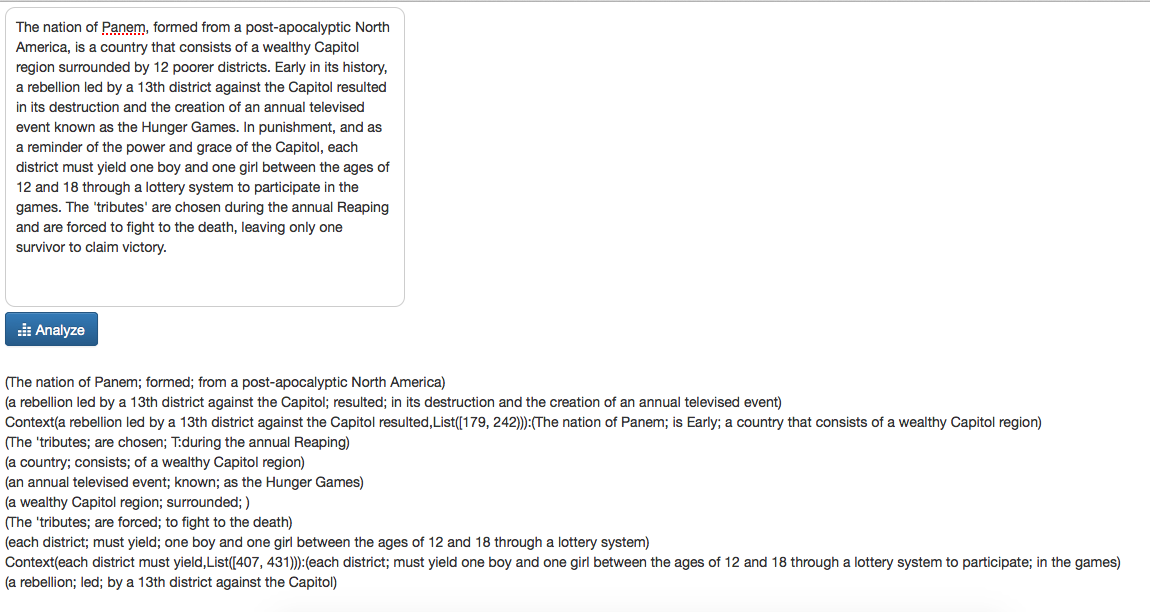 The nation of Panem, formed from a post-apocalyptic North
America, is a country that consists of a wealthy Capitol
region surrounded by 12 poorer districts. Early in its history,
a rebellion led by a 13th district against the Capitol resulted
in its destruction and the creation of an annual televised
event known as the Hunger Games. In punishment, and as
a reminder of the power and grace of the Capitol, each
district must yield one boy and one girl between the ages of
12 and 18 through a lottery system to participate in the
games. The 'tributes' are chosen during the annual Reaping
and are forced to fight to the death, leaving only one
survivor to claim victory.
Analyze
(The nation of Panem; formed; from a post-apocalyptic North America)
(a rebellion led by a 13th district against the Capitol; resulted; in its destruction and the creation of an annual televised event)
Context(a rebellion led by a 13th district against the Capitol resulted,List([179, 242))):(The nation of Panem; is Early; a country that consists of a wealthy Capitol region)
(The 'tributes; are chosen; T:during the annual Reaping)
(a country; consists; of a wealthy Capitol region)
(an annual televised event; known; as the Hunger Games)
(a wealthy Capitol region; surrounded; )
(The 'tributes; are forced; to fight to the death)
(each district; must yield; one boy and one girl between the ages of 12 and 18 through a lottery system)
Context(each district must yield,List([407, 431))):(each district; must yield one boy and one girl between the ages of 12 and 18 through a lottery system to participate; in the games)
(a rebellion; led; by a 13th district against the Capitol)